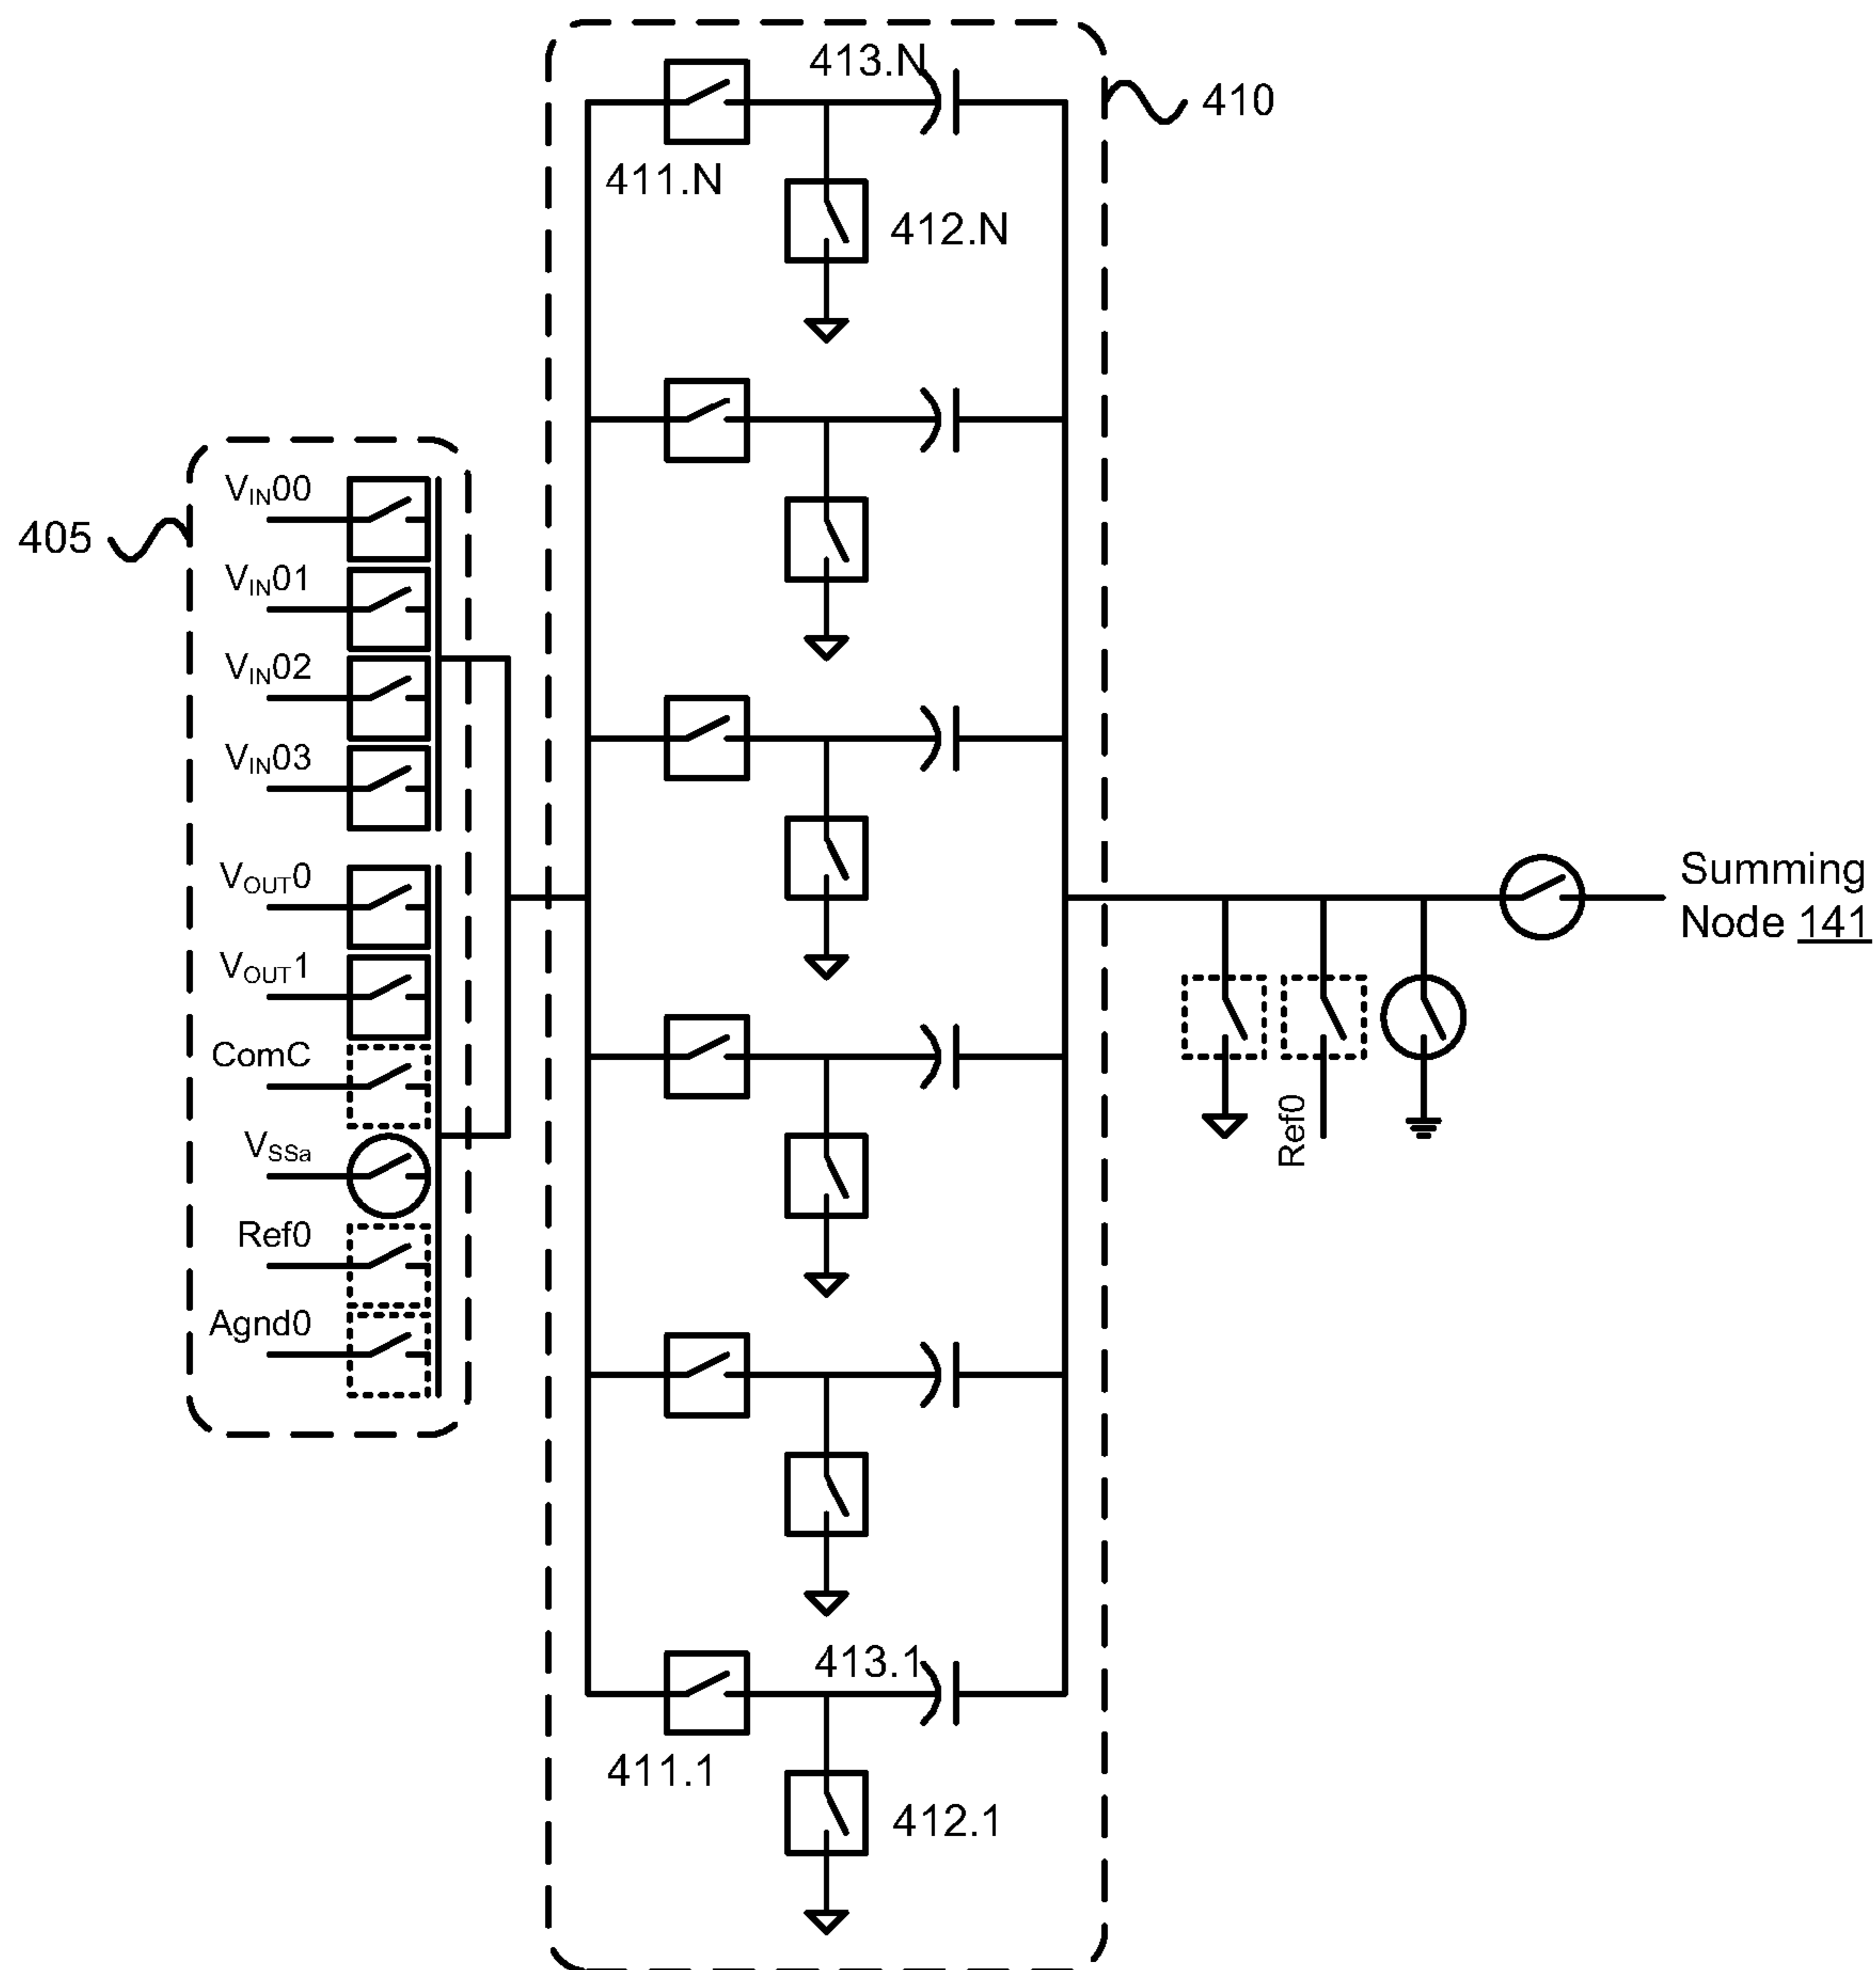 413.N
410
411.N
412.N
405
VIN00
VIN01
VIN02
VIN03
VOUT0
VOUT1
ComC
VSSa
Ref0
Agnd0
Summing
Node 141
Ref0
413.1
411.1
412.1